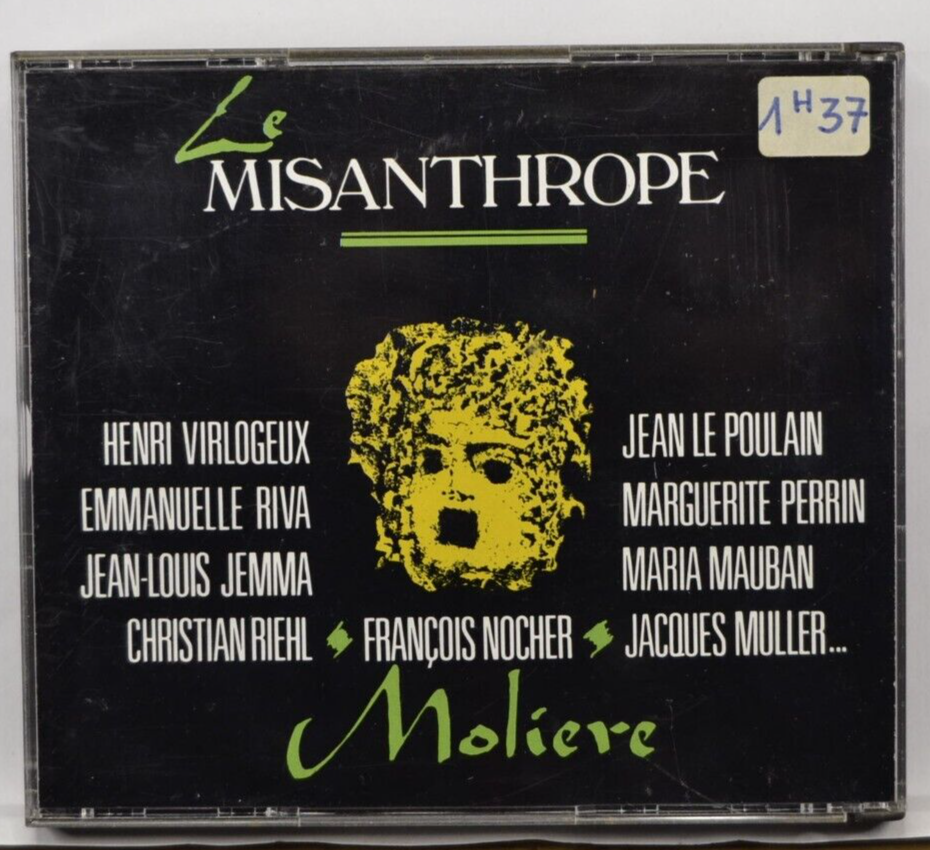 Le
MISANTHROPE
1H37
HENRI VIRLOGEUX
EMMANUELLE RIVA
JEAN-LOUIS JEMMA
CHRISTIAN RIEHL
FRANÇOIS NOCHER
JEAN LE POULAIN
MARGUERITE PERRIN
MARIA MAUBAN
JACQUES MULLER...
Moliere